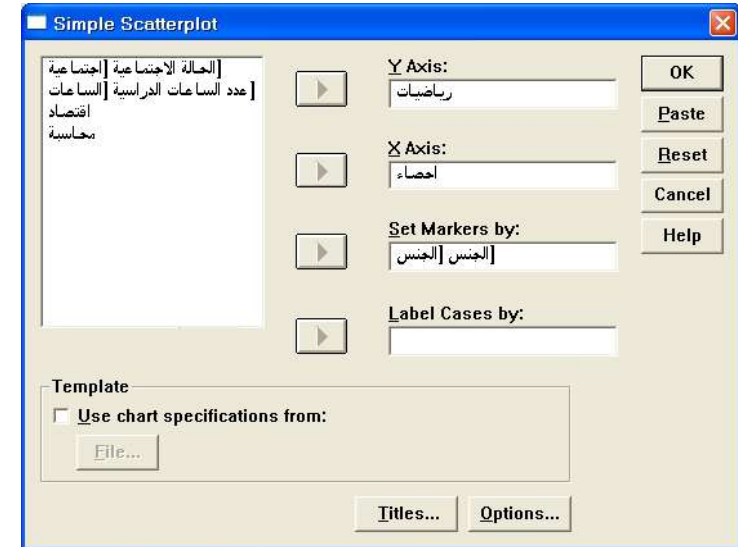 Simple Scatterplot
الحالة الاجتماعية [اجتماعية]
عدد الساعات الدراسية [الساعات]
اقتصاد
محاسبة
Y Axis:
رياضيات
X Axis:
احصاء
Set Markers by:
الجنس [الجنس]
Label Cases by:
OK
Paste
Reset
Cancel
Help
Template
Use chart specifications from:
File...
Titles...
Options...